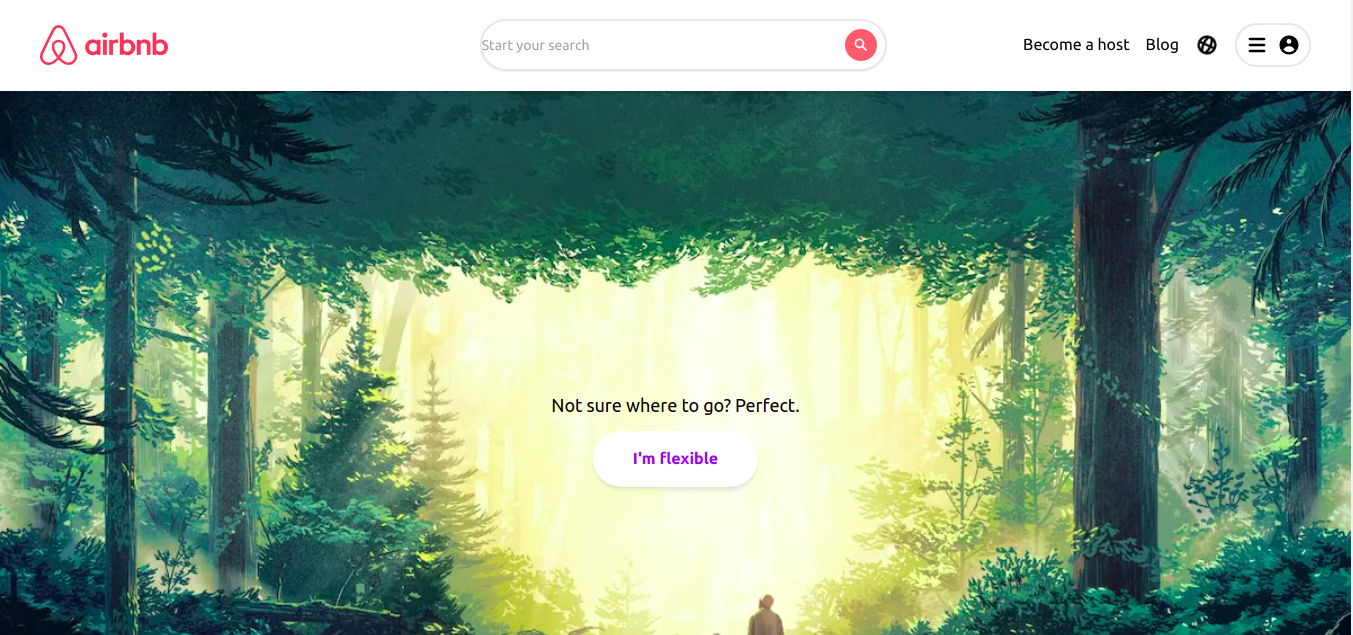 airbnb
Start your search
Become a host
Blog
Not sure where to go? Perfect.
I'm flexible